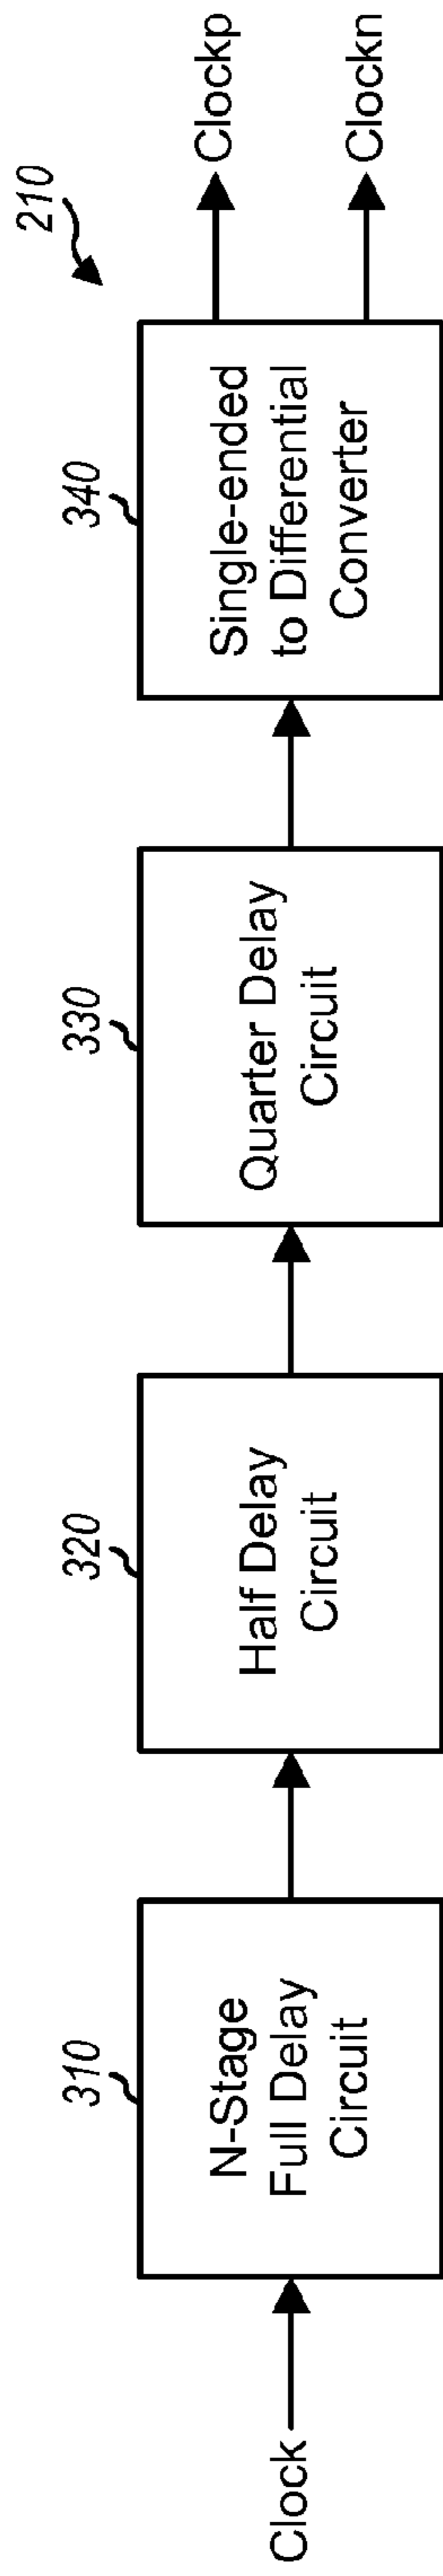 210
Clock
310
N-Stage
Full Delay
Circuit
320
Half Delay
Circuit
330
Quarter Delay
Circuit
340
Single-ended
to Differential
Converter
Clockp
Clockn